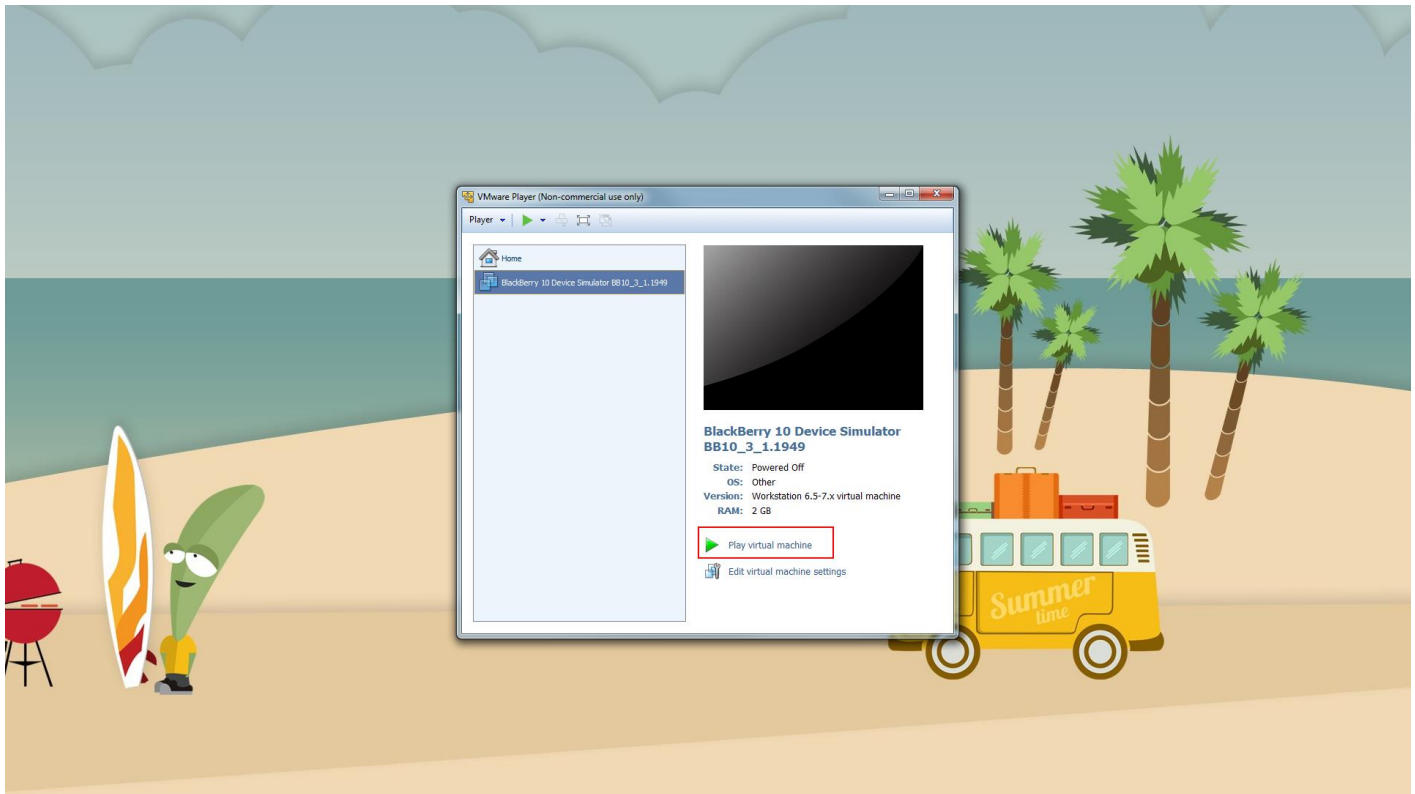 VMware Player (Non-commercial use only)
Player
Home
BlackBerry 10 Device Simulator BB10_3_1.1949
BlackBerry 10 Device Simulator
BB10_3_1.1949
State: Powered Off
OS: Other
Version: Workstation 6.5-7.x virtual machine
RAM: 2 GB
Play virtual machine
Edit virtual machine settings
Summer
time